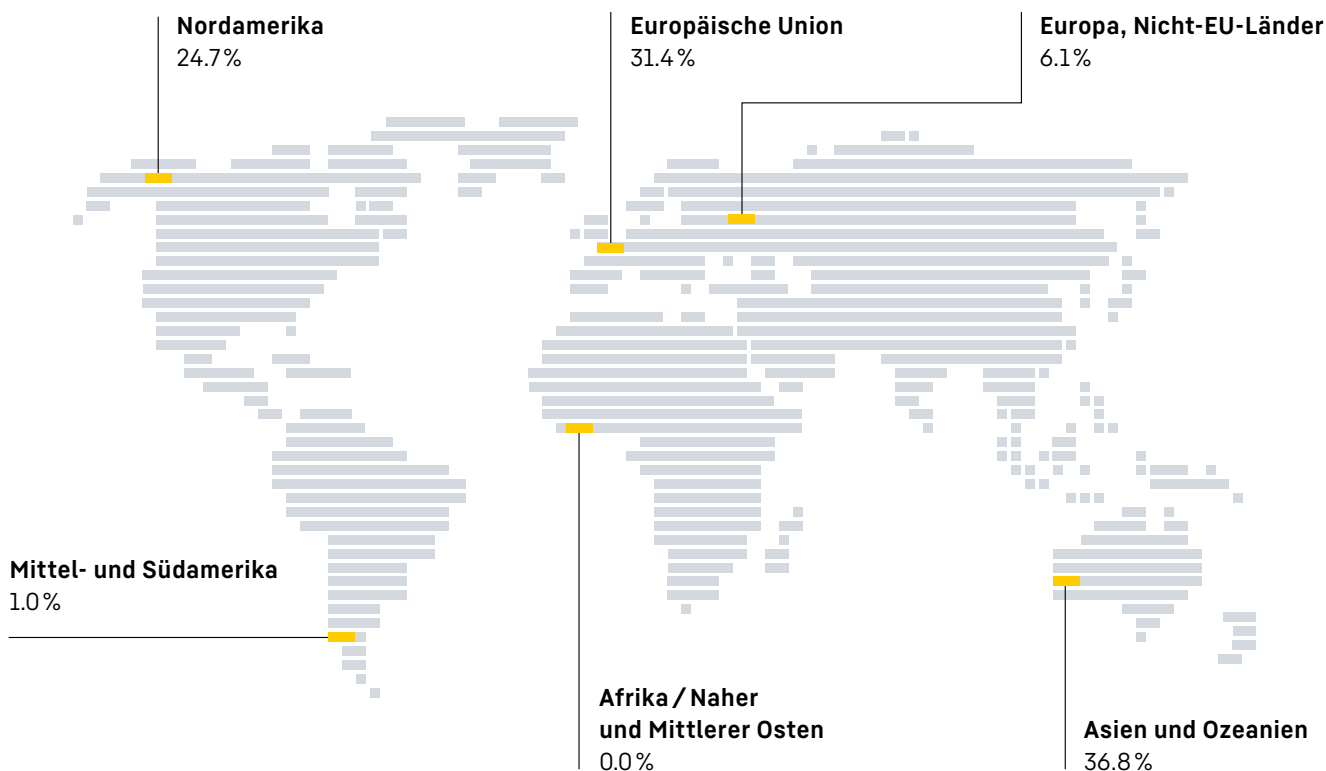 Nordamerika
24.7 %
Europäische Union
31.4 %
Europa, Nicht-EU-Länder
6.1 %
Mittel- und Südamerika
1.0 %
Afrika / Naher
und Mittlerer Osten
0.0 %
Asien und Ozeanien
36.8 %